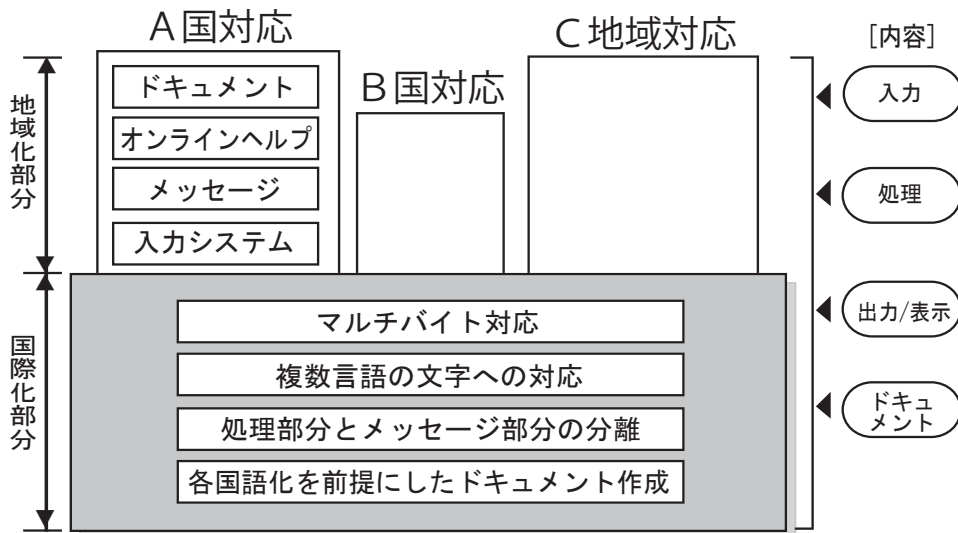 A国対応
B国対応
C地域対応
[内容]
地域化部分
ドキュメント
オンラインヘルプ
メッセージ
入力システム
国際化部分
マルチバイト対応
複数言語の文字への対応
処理部分とメッセージ部分の分離
各国語化を前提にしたドキュメント作成
入力
処理
出力/表示
ドキュ
メント